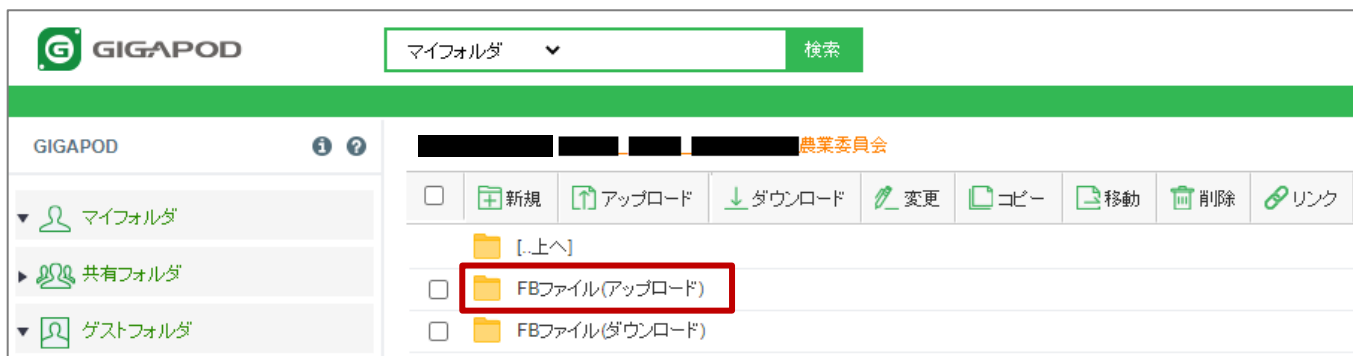 GIGAPOD マイフォルダ 検索
GIGAPOD 農業委員会
新規 アップロード ダウンロード 変更 コピー 移動 削除 リンク
マイフォルダ
[..上へ]
共有フォルダ FBファイル(アップロード)
ゲストフォルダ FBファイル(ダウンロード)